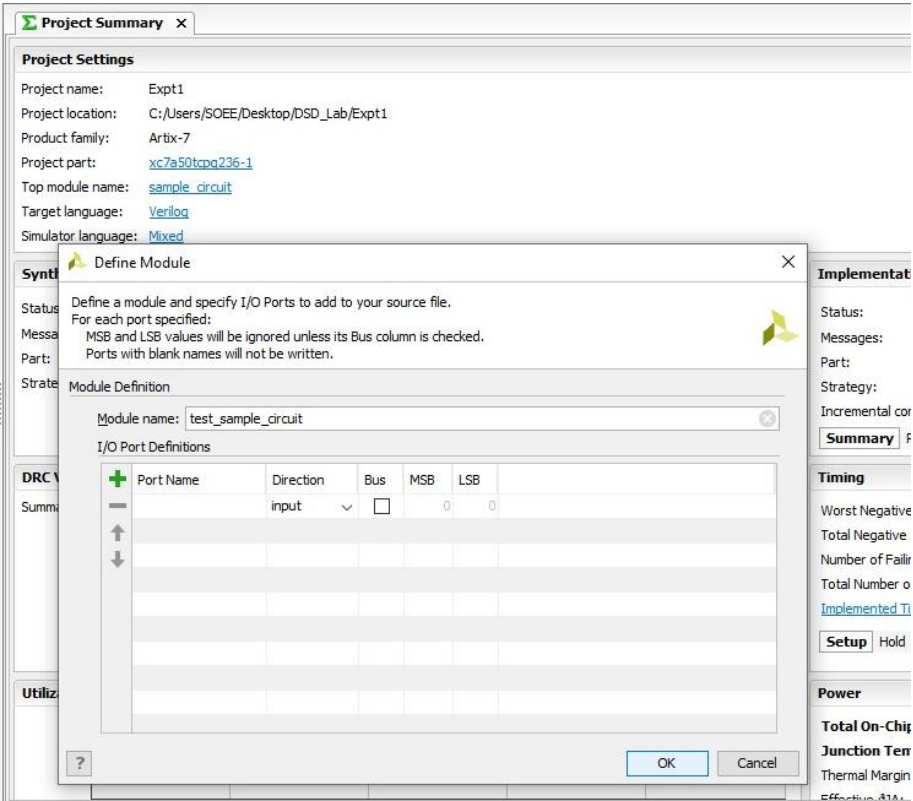 Project Summary
Project Settings
Project name: Expt1
Project location: C:/Users/SOEE/Desktop/DSD_Lab/Expt1
Product family: Artix-7
Project part: xc7a50tcpg236-1
Top module name: sample_circuit
Target language: Verilog
Simulator language: Mixed
Define Module
Define a module and specify I/O Ports to add to your source file.
For each port specified:
MSB and LSB values will be ignored unless its Bus column is checked.
Ports with blank names will not be written.
Module Definition
Module name: test_sample_circuit
I/O Port Definitions
Port Name Direction Bus MSB LSB
input 0 0
? OK Cancel
Synth
Status
Messa
Part:
Strate
DRC V
Summa
Utiliz
Implementat
Status:
Messages:
Part:
Strategy:
Incremental com
Summary
Timing
Worst Negative
Total Negative
Number of Failin
Total Number o
Implemented Ti
Setup Hold
Power
Total On-Chip
Junction Tem
Thermal Margin